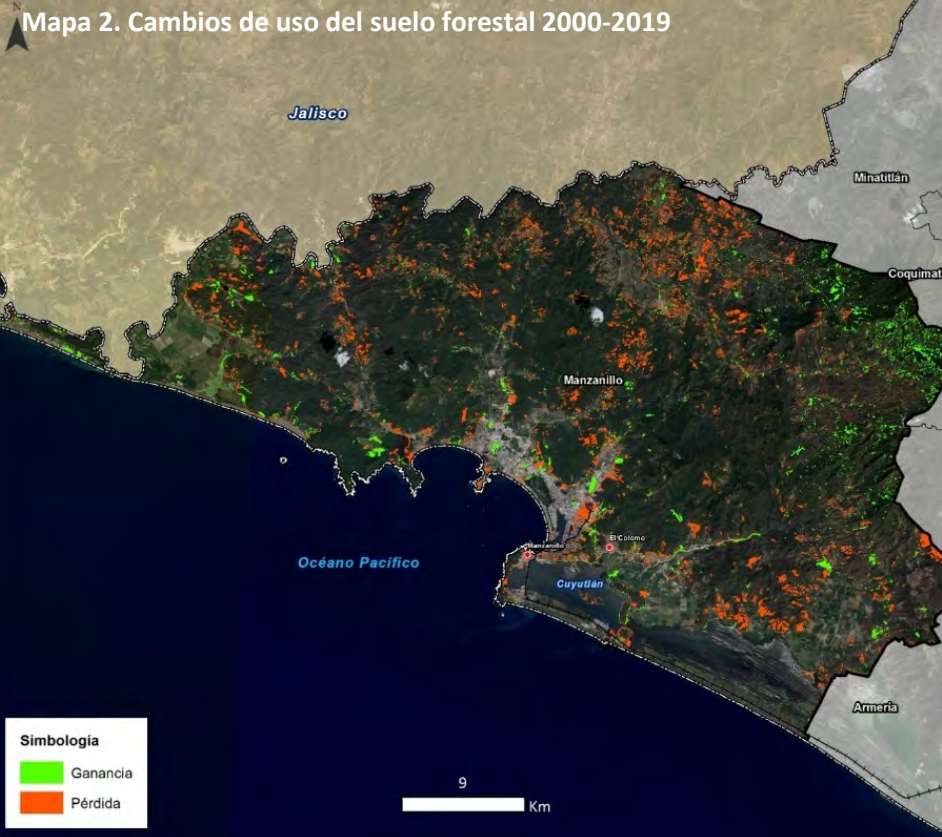 N
Mapa 2. Cambios de uso del suelo forestal 2000-2019
Jalisco
Minatitlán
Coquimat
Manzanillo
Manzanillo
El Colomo
Océano Pacífico
Cuyutlán
Armería
Simbología
Ganancia
Pérdida
9
Km